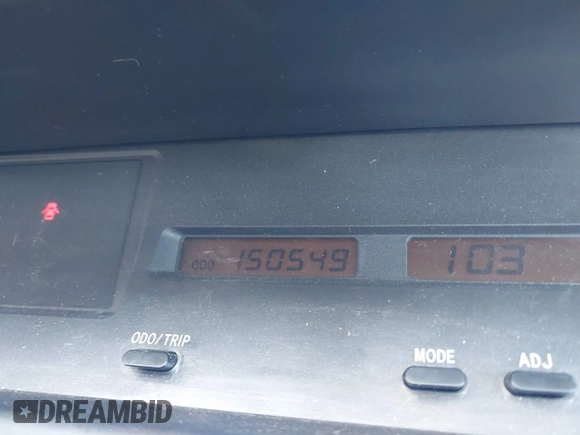 ODO 150549 103
ODO/TRIP
MODE ADJ
DREAMBID